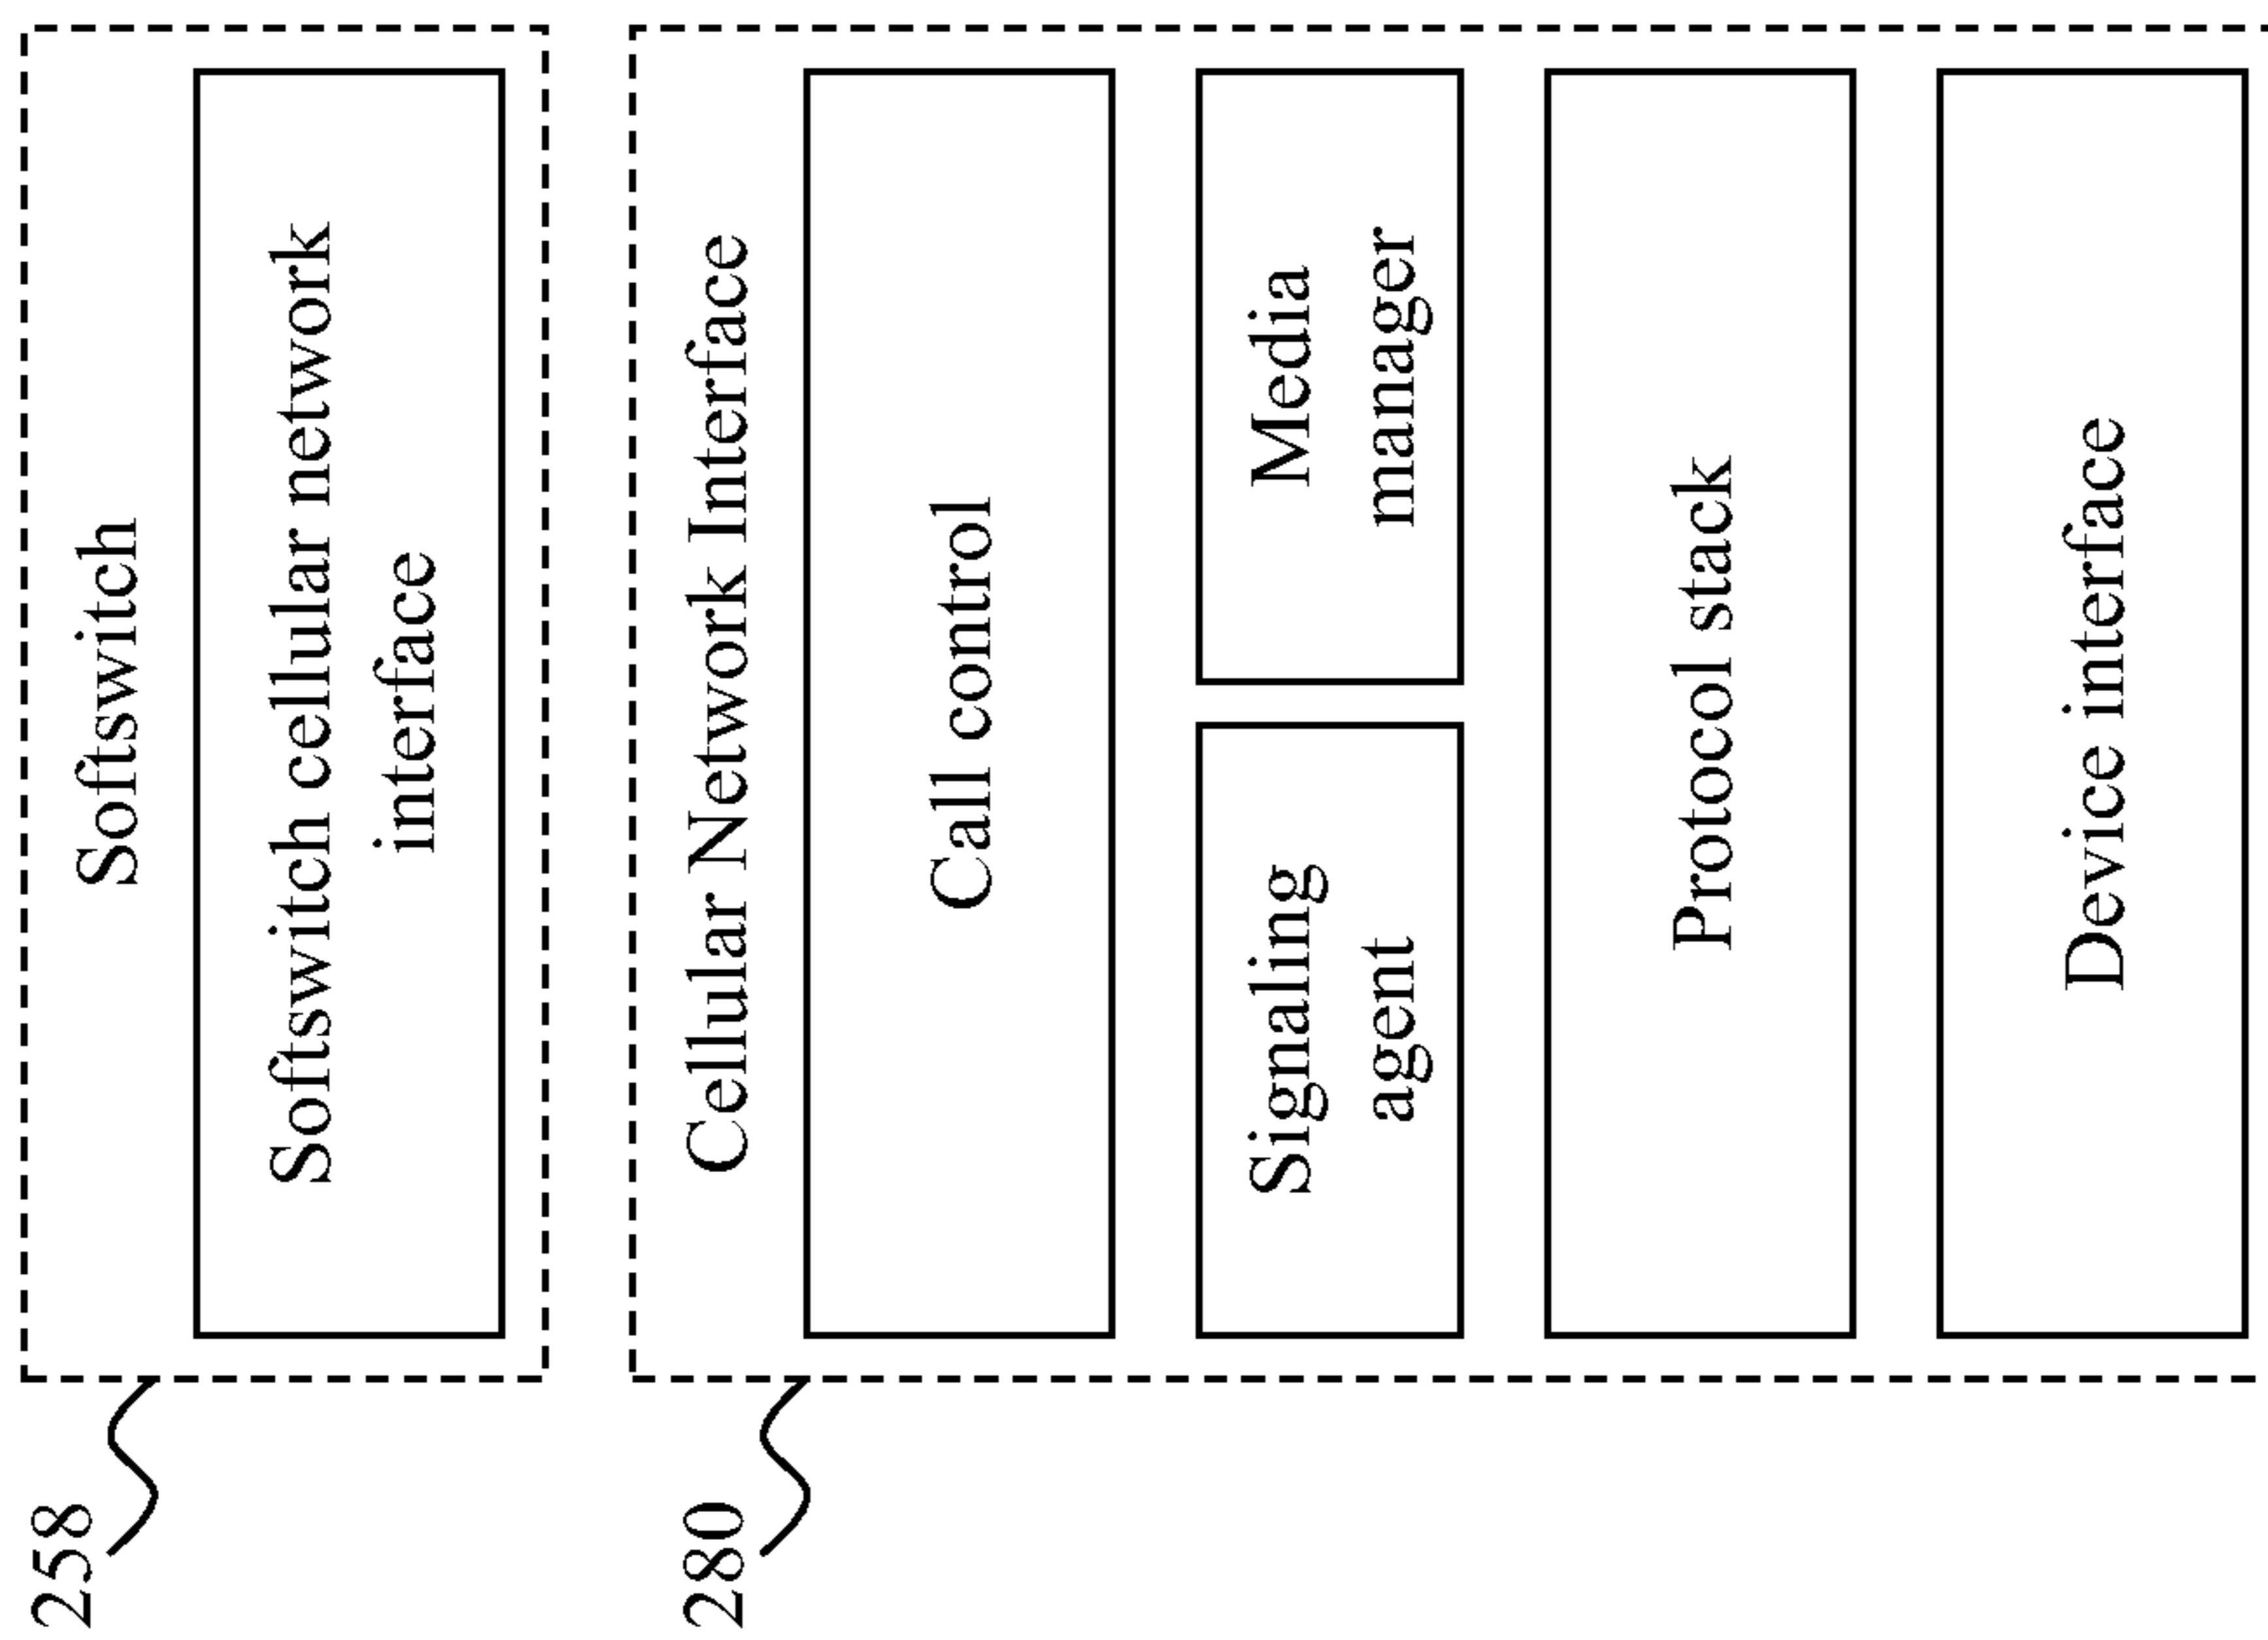 258
Softswitch
Softswitch cellular network
interface
280
Cellular Network Interface
Call control
Signaling
agent
Media
manager
Protocol stack
Device interface